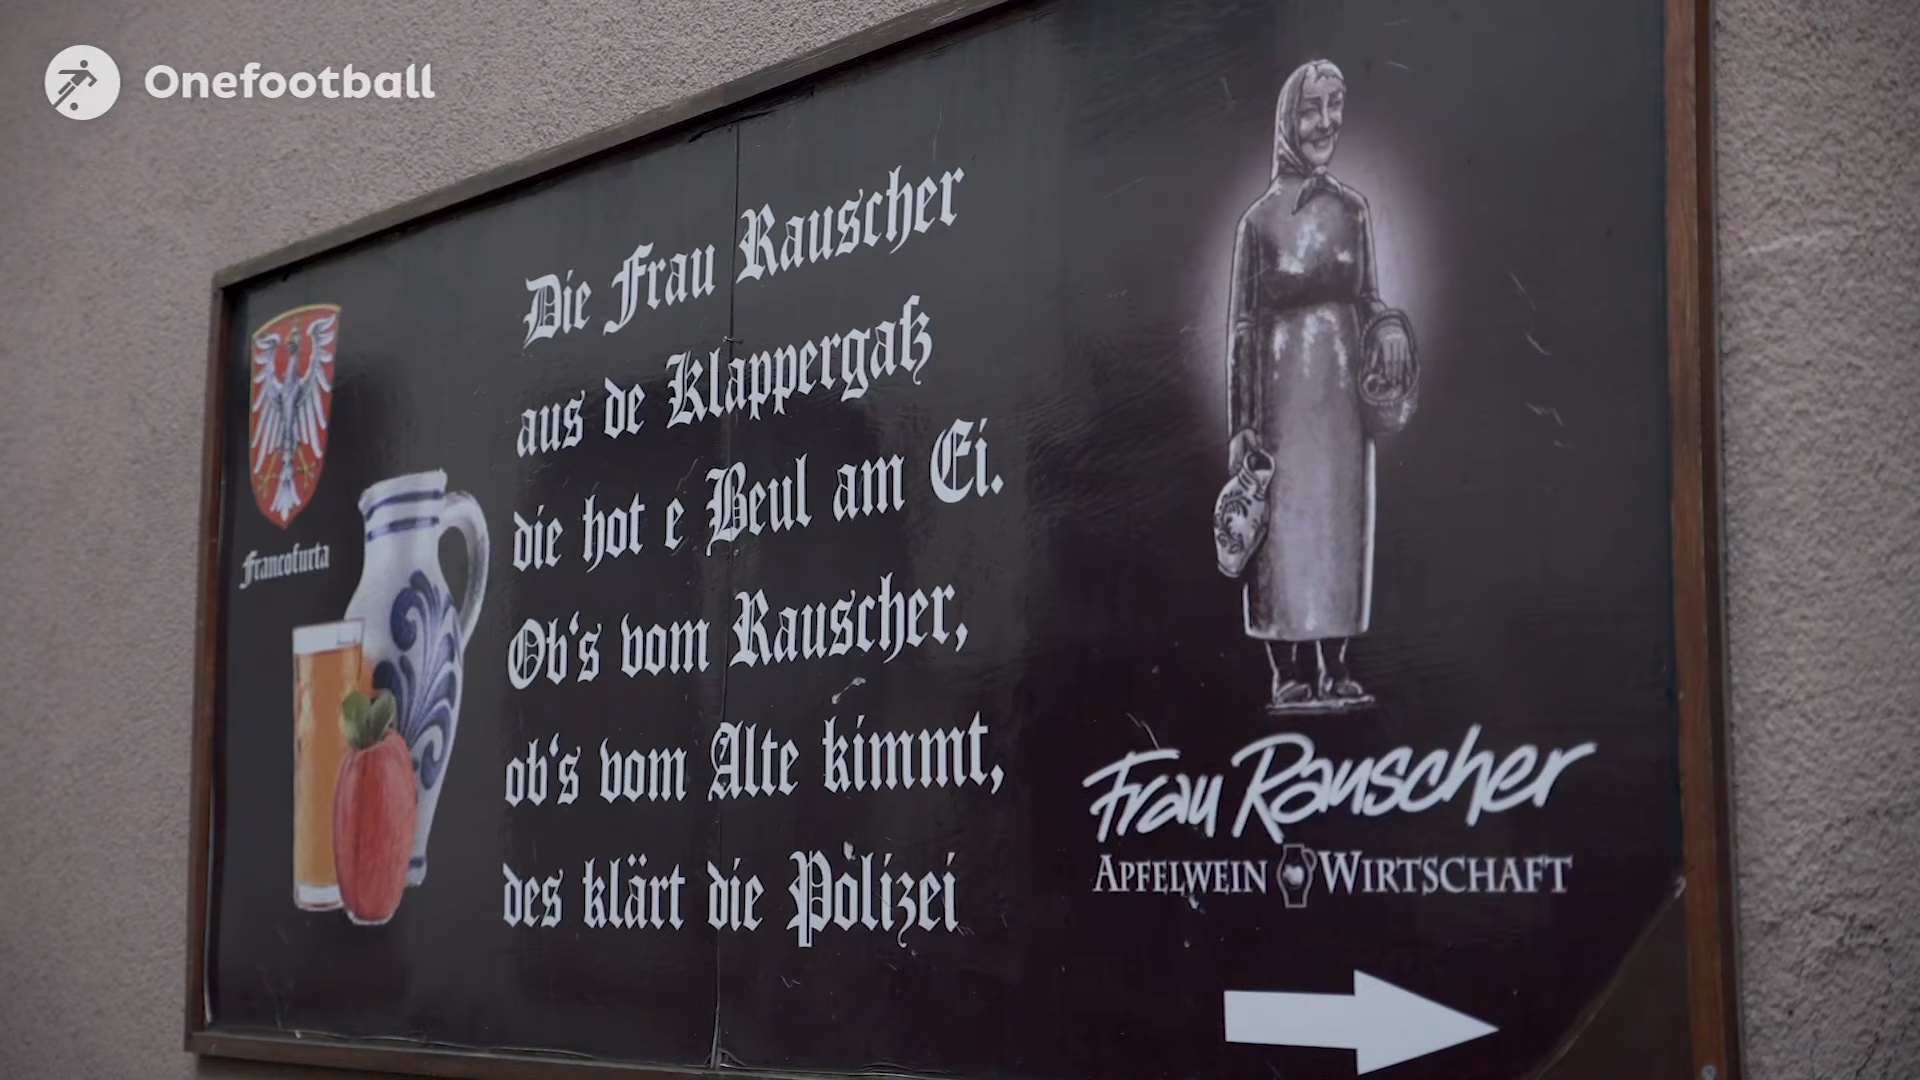 Onefootball
Francofurta
Die Frau Rauscher
aus de Klappergaß
die hot e Beul am Ei.
Ob's vom Rauscher,
ob's vom Alte kimmt,
des klärt die Polizei
Frau Rauscher
APFELWEIN WIRTSCHAFT